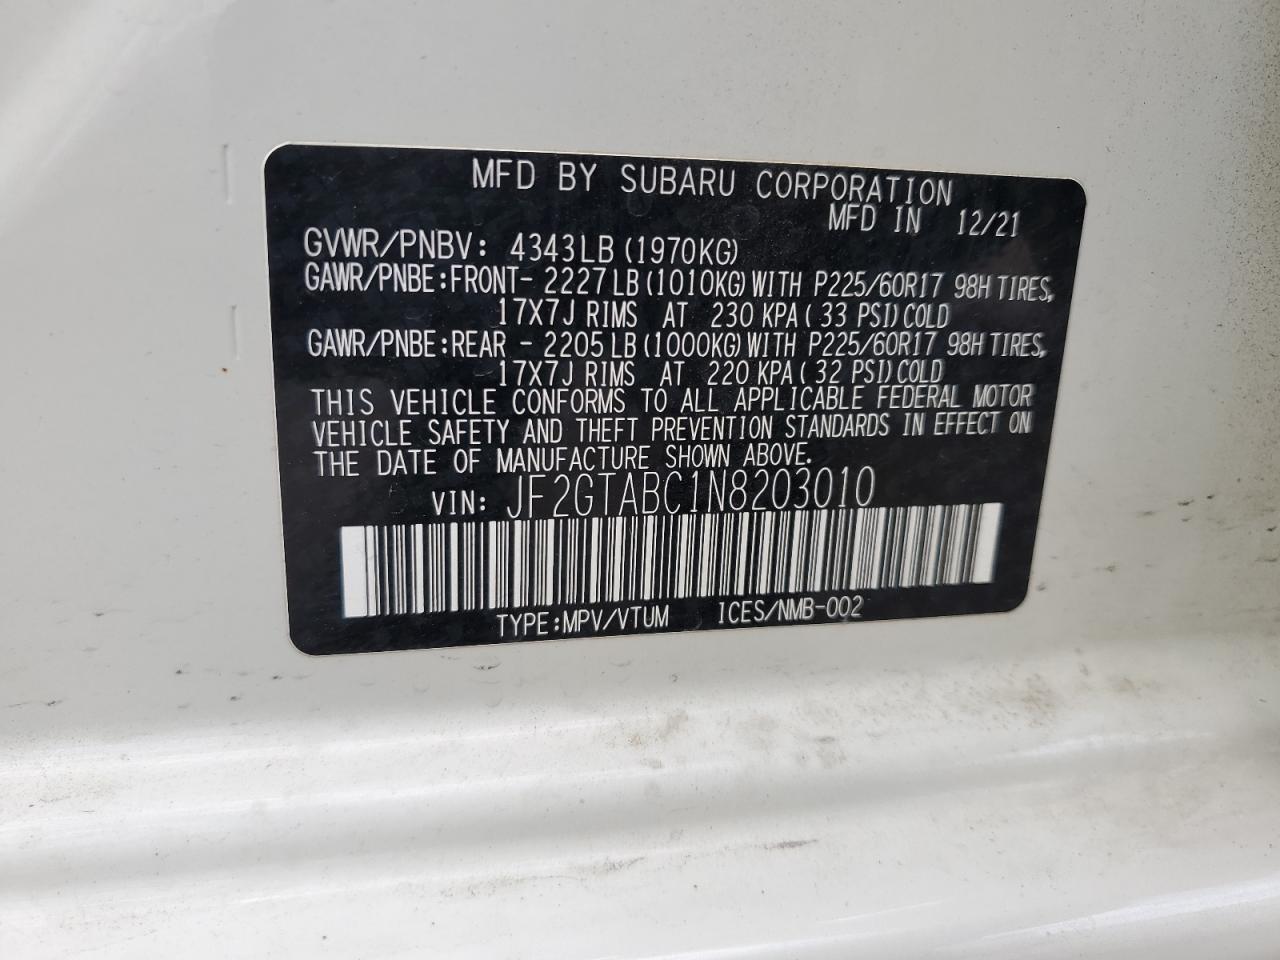 MFD BY SUBARU CORPORATION
MFD IN 12/21
GVWR/PNBV: 4343LB (1970KG)
GAWR/PNBE:FRONT- 2227LB (1010KG) WITH P225/60R17 98H TIRES,
17X7J RIMS AT 230 KPA ( 33 PSI) COLD
GAWR/PNBE:REAR - 2205LB (1000KG) WITH P225/60R17 98H TIRES,
17X7J RIMS AT 220 KPA ( 32 PSI) COLD
THIS VEHICLE CONFORMS TO ALL APPLICABLE FEDERAL MOTOR
VEHICLE SAFETY AND THEFT PREVENTION STANDARDS IN EFFECT ON
THE DATE OF MANUFACTURE SHOWN ABOVE.
VIN: JF2GTABC1N8203010
TYPE:MPV/VTUM ICES/NMB-002